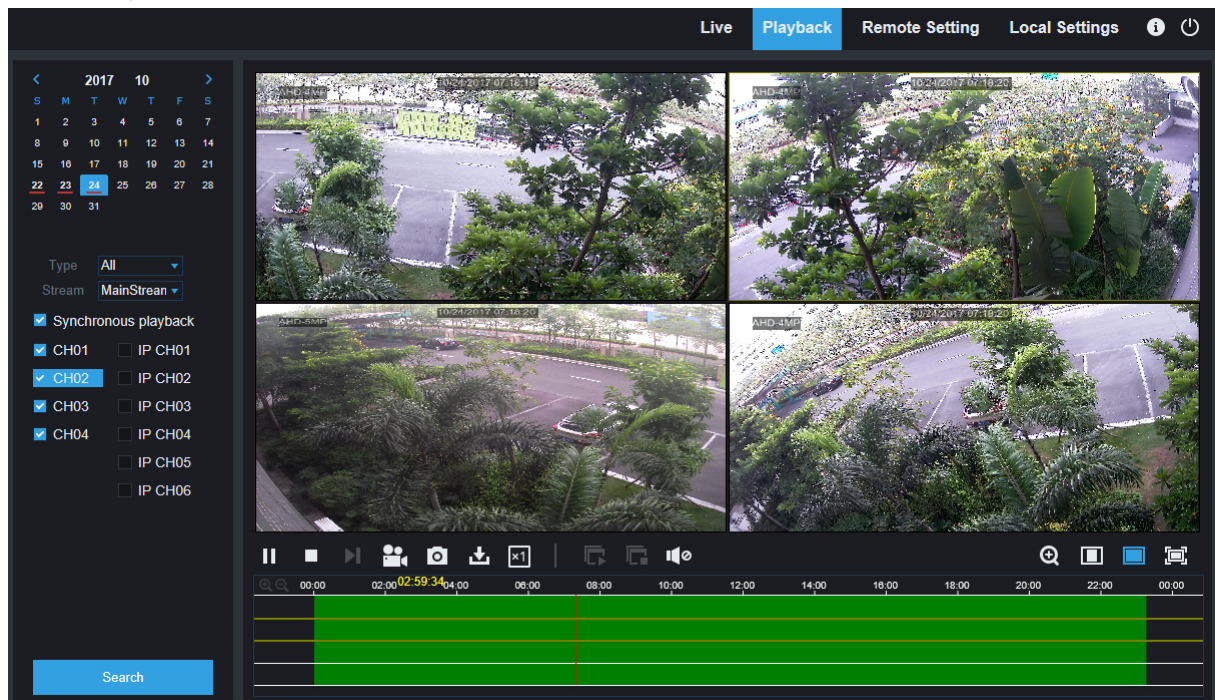 Live Playback Remote Setting Local Settings
2017 10
S M T W T F S
1 2 3 4 5 6 7
8 9 10 11 12 13 14
15 16 17 18 19 20 21
22 23 24 25 26 27 28
29 30 31
Type All
Stream MainStrean
Synchronous playback
CH01 IP CH01
CH02 IP CH02
CH03 IP CH03
CH04 IP CH04
IP CH05
IP CH06
Search
AHD-4MP 10/24/2017 07:18:19
AHD-4MP 10/24/2017 07:18:20
AHD-5MP 10/24/2017 07:18:20
AHD-4MP 10/24/2017 07:18:20
×1
00:00 02:00 02:59:34 04:00 06:00 08:00 10:00 12:00 14:00 16:00 18:00 20:00 22:00 00:00